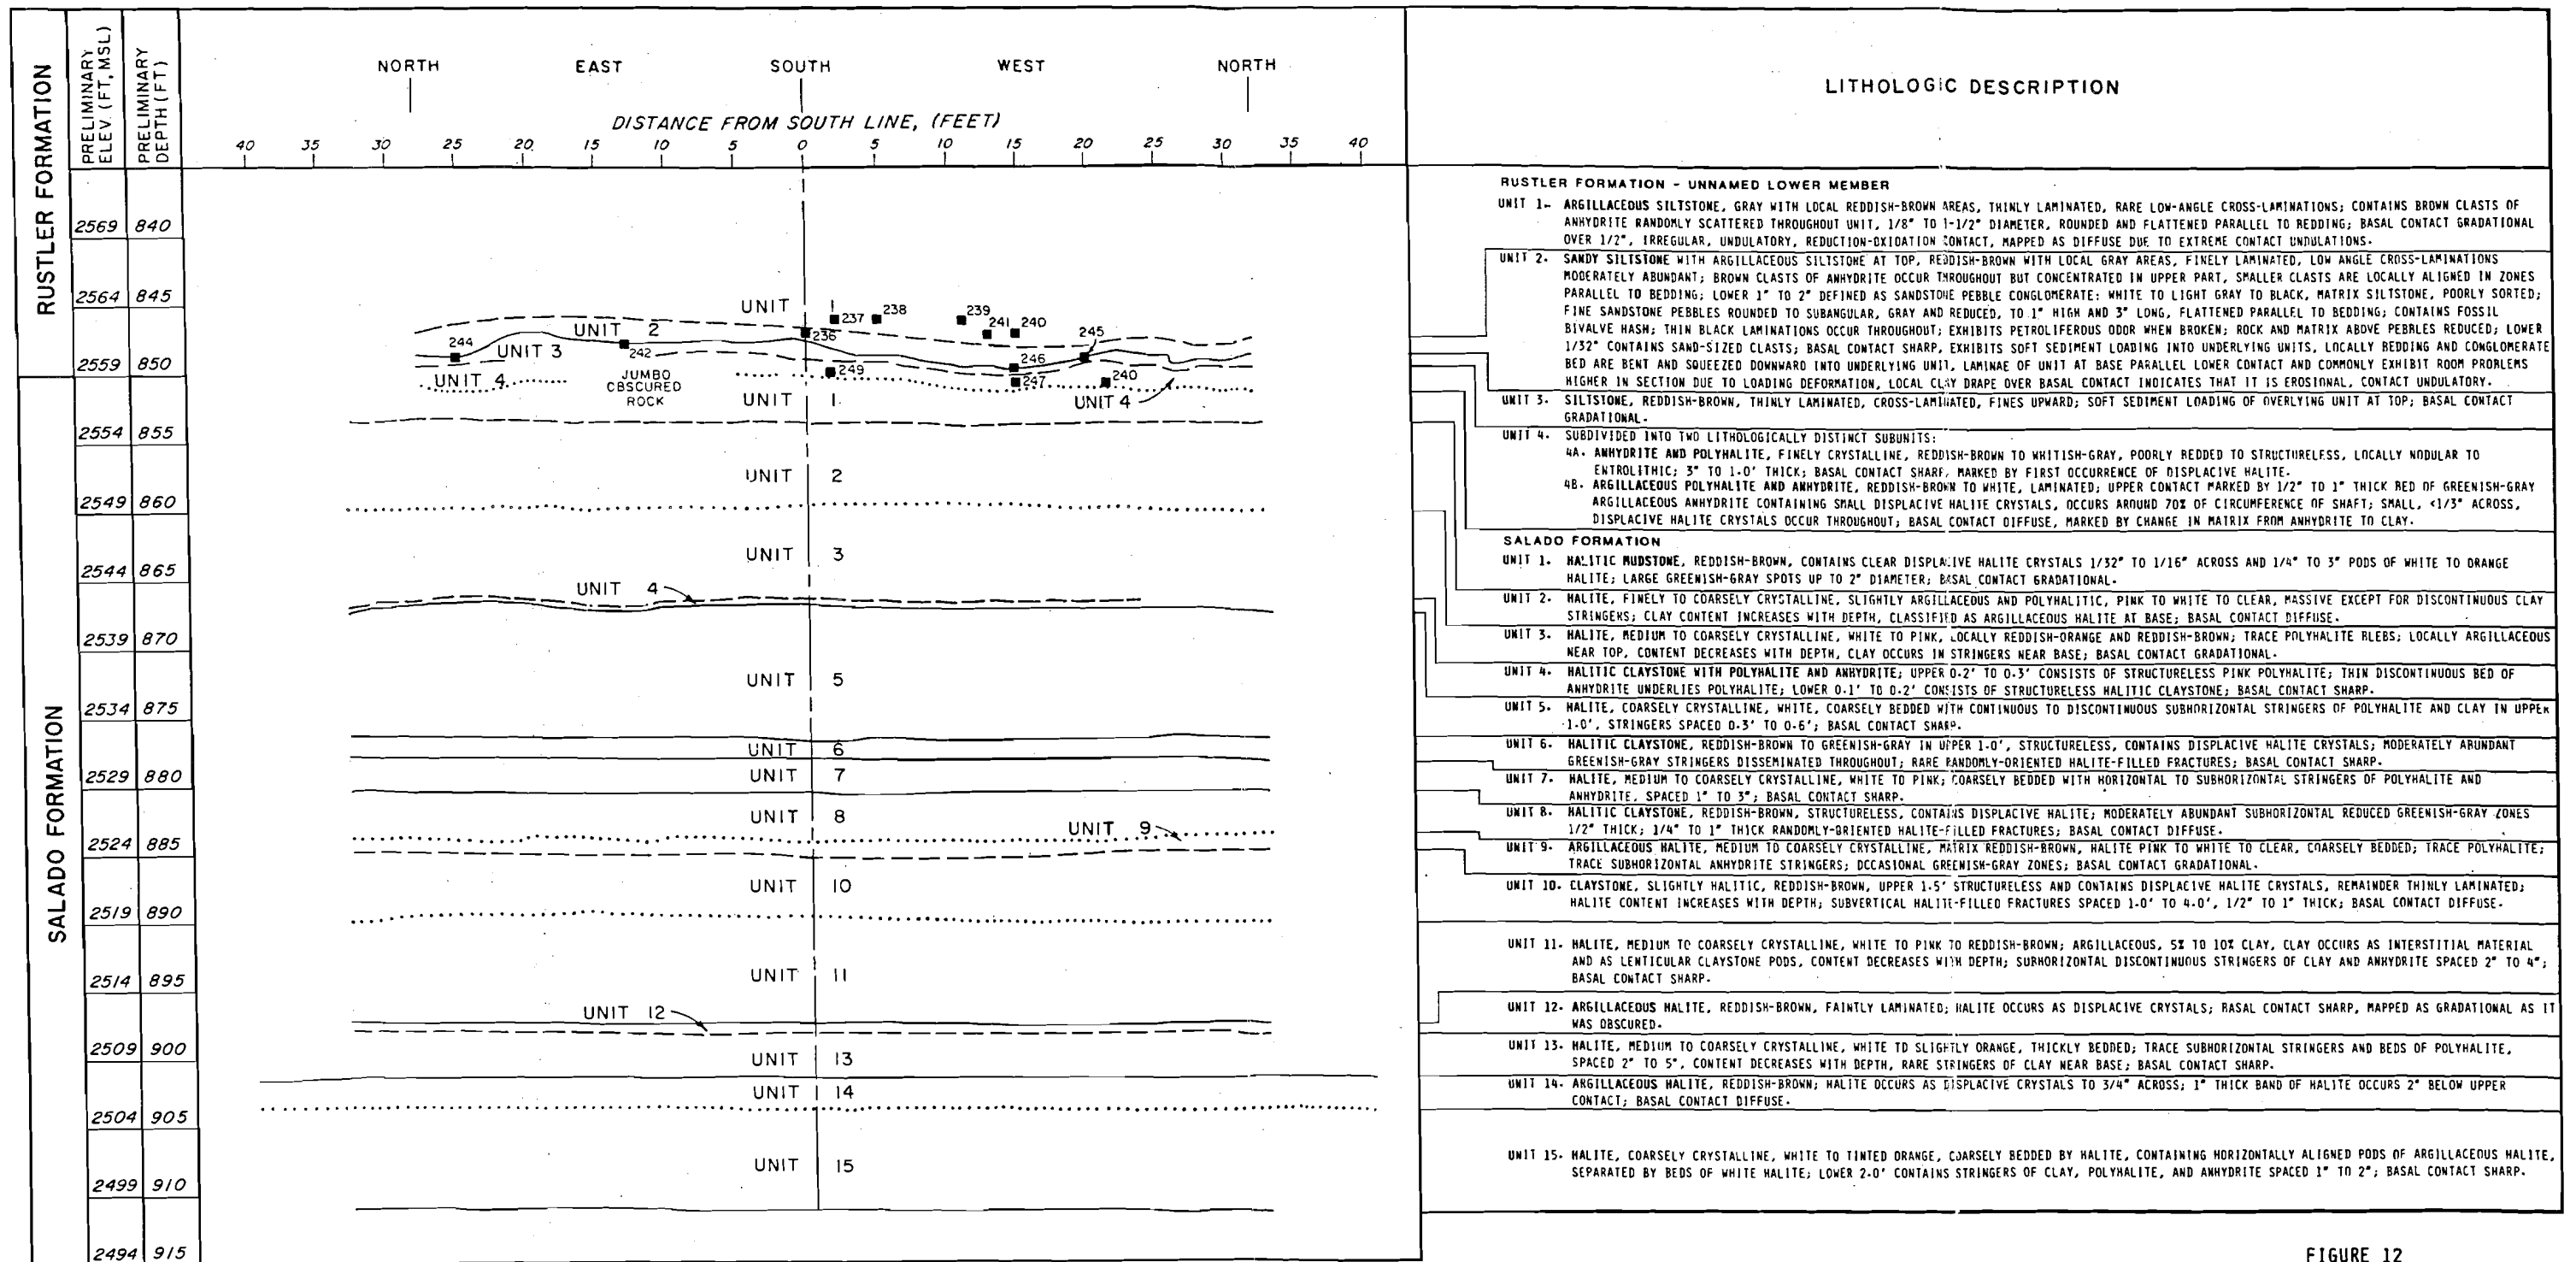 RUSTLER FORMATION
SALADO FORMATION
PRELIMINARY ELEV. (FT, MSL)
PRELIMINARY DEPTH (FT)
NORTH EAST SOUTH WEST NORTH
DISTANCE FROM SOUTH LINE, (FEET)
40 35 30 25 20 15 10 5 0 5 10 15 20 25 30 35 40
2569 840
2564 845
2559 850
2554 855
2549 860
2544 865
2539 870
2534 875
2529 880
2524 885
2519 890
2514 895
2509 900
2504 905
2499 910
2494 915
UNIT 1
237 238 239
241 240
UNIT 2
236
245
244
UNIT 3
242
246
249
UNIT 4
JUMBO
OBSCURED
ROCK
247
240
UNIT 1
UNIT 4
UNIT 2
UNIT 3
UNIT 4
UNIT 5
UNIT 6
UNIT 7
UNIT 8
UNIT 9
UNIT 10
UNIT 11
UNIT 12
UNIT 13
UNIT 14
UNIT 15
LITHOLOGIC DESCRIPTION
RUSTLER FORMATION - UNNAMED LOWER MEMBER
UNIT 1- ARGILLACEOUS SILTSTONE, GRAY WITH LOCAL REDDISH-BROWN AREAS, THINLY LAMINATED, RARE LOW-ANGLE CROSS-LAMINATIONS; CONTAINS BROWN CLASTS OF
ANHYDRITE RANDOMLY SCATTERED THROUGHOUT UNIT, 1/8" TO 1-1/2" DIAMETER, ROUNDED AND FLATTENED PARALLEL TO BEDDING; BASAL CONTACT GRADATIONAL
OVER 1/2", IRREGULAR, UNDULATORY, REDUCTION-OXIDATION CONTACT, MAPPED AS DIFFUSE DUE TO EXTREME CONTACT UNDULATIONS.
UNIT 2. SANDY SILTSTONE WITH ARGILLACEOUS SILTSTONE AT TOP, REDDISH-BROWN WITH LOCAL GRAY AREAS, FINELY LAMINATED, LOW ANGLE CROSS-LAMINATIONS
MODERATELY ABUNDANT; BROWN CLASTS OF ANHYDRITE OCCUR THROUGHOUT BUT CONCENTRATED IN UPPER PART, SMALLER CLASTS ARE LOCALLY ALIGNED IN ZONES
PARALLEL TO BEDDING; LOWER 1" TO 2" DEFINED AS SANDSTONE PEBBLE CONGLOMERATE: WHITE TO LIGHT GRAY TO BLACK, MATRIX SILTSTONE, POORLY SORTED;
FINE SANDSTONE PEBBLES ROUNDED TO SUBANGULAR, GRAY AND REDUCED, TO 1" HIGH AND 3" LONG, FLATTENED PARALLEL TO BEDDING; CONTAINS FOSSIL
BIVALVE HASH; THIN BLACK LAMINATIONS OCCUR THROUGHOUT; EXHIBITS PETROLIFEROUS ODOR WHEN BROKEN; ROCK AND MATRIX ABOVE PEBBLES REDUCED; LOWER
1/32" CONTAINS SAND-SIZED CLASTS; BASAL CONTACT SHARP, EXHIBITS SOFT SEDIMENT LOADING INTO UNDERLYING UNITS, LOCALLY BEDDING AND CONGLOMERATE
BED ARE BENT AND SQUEEZED DOWNWARD INTO UNDERLYING UNIT, LAMINAE OF UNIT AT BASE PARALLEL LOWER CONTACT AND COMMONLY EXHIBIT ROOM PROBLEMS
HIGHER IN SECTION DUE TO LOADING DEFORMATION, LOCAL CLAY DRAPE OVER BASAL CONTACT INDICATES THAT IT IS EROSIONAL, CONTACT UNDULATORY.
UNIT 3. SILTSTONE, REDDISH-BROWN, THINLY LAMINATED, CROSS-LAMINATED, FINES UPWARD; SOFT SEDIMENT LOADING OF OVERLYING UNIT AT TOP; BASAL CONTACT
GRADATIONAL.
UNIT 4. SUBDIVIDED INTO TWO LITHOLOGICALLY DISTINCT SUBUNITS:
4A. ANHYDRITE AND POLYHALITE, FINELY CRYSTALLINE, REDDISH-BROWN TO WHITISH-GRAY, POORLY BEDDED TO STRUCTURELESS, LOCALLY NODULAR TO
ENTROLITHIC; 3" TO 1.0' THICK; BASAL CONTACT SHARP, MARKED BY FIRST OCCURRENCE OF DISPLACIVE HALITE.
4B. ARGILLACEOUS POLYHALITE AND ANHYDRITE, REDDISH-BROWN TO WHITE, LAMINATED; UPPER CONTACT MARKED BY 1/2" TO 1" THICK BED OF GREENISH-GRAY
ARGILLACEOUS ANHYDRITE CONTAINING SMALL DISPLACIVE HALITE CRYSTALS, OCCURS AROUND 70% OF CIRCUMFERENCE OF SHAFT; SMALL, <1/3" ACROSS,
DISPLACIVE HALITE CRYSTALS OCCUR THROUGHOUT; BASAL CONTACT DIFFUSE, MARKED BY CHANGE IN MATRIX FROM ANHYDRITE TO CLAY.
SALADO FORMATION
UNIT 1. HALITIC MUDSTONE, REDDISH-BROWN, CONTAINS CLEAR DISPLACIVE HALITE CRYSTALS 1/32" TO 1/16" ACROSS AND 1/4" TO 3" PODS OF WHITE TO ORANGE
HALITE; LARGE GREENISH-GRAY SPOTS UP TO 2" DIAMETER; BASAL CONTACT GRADATIONAL.
UNIT 2. HALITE, FINELY TO COARSELY CRYSTALLINE, SLIGHTLY ARGILLACEOUS AND POLYHALITIC, PINK TO WHITE TO CLEAR, MASSIVE EXCEPT FOR DISCONTINUOUS CLAY
STRINGERS; CLAY CONTENT INCREASES WITH DEPTH, CLASSIFIED AS ARGILLACEOUS HALITE AT BASE; BASAL CONTACT DIFFUSE.
UNIT 3. HALITE, MEDIUM TO COARSELY CRYSTALLINE, WHITE TO PINK, LOCALLY REDDISH-ORANGE AND REDDISH-BROWN; TRACE POLYHALITE BLEBS; LOCALLY ARGILLACEOUS
NEAR TOP, CONTENT DECREASES WITH DEPTH, CLAY OCCURS IN STRINGERS NEAR BASE; BASAL CONTACT GRADATIONAL.
UNIT 4. HALITIC CLAYSTONE WITH POLYHALITE AND ANHYDRITE; UPPER 0.2' TO 0.3' CONSISTS OF STRUCTURELESS PINK POLYHALITE; THIN DISCONTINUOUS BED OF
ANHYDRITE UNDERLIES POLYHALITE; LOWER 0.1' TO 0.2' CONSISTS OF STRUCTURELESS HALITIC CLAYSTONE; BASAL CONTACT SHARP.
UNIT 5. HALITE, COARSELY CRYSTALLINE, WHITE, COARSELY BEDDED WITH CONTINUOUS TO DISCONTINUOUS SUBHORIZONTAL STRINGERS OF POLYHALITE AND CLAY IN UPPER
1.0', STRINGERS SPACED 0.3' TO 0.6'; BASAL CONTACT SHARP.
UNIT 6. HALITIC CLAYSTONE, REDDISH-BROWN TO GREENISH-GRAY IN UPPER 1.0', STRUCTURELESS, CONTAINS DISPLACIVE HALITE CRYSTALS; MODERATELY ABUNDANT
GREENISH-GRAY STRINGERS DISSEMINATED THROUGHOUT; RARE RANDOMLY-ORIENTED HALITE-FILLED FRACTURES; BASAL CONTACT SHARP.
UNIT 7. HALITE, MEDIUM TO COARSELY CRYSTALLINE, WHITE TO PINK; COARSELY BEDDED WITH HORIZONTAL TO SUBHORIZONTAL STRINGERS OF POLYHALITE AND
ANHYDRITE, SPACED 1" TO 3"; BASAL CONTACT SHARP.
UNIT 8. HALITIC CLAYSTONE, REDDISH-BROWN, STRUCTURELESS, CONTAINS DISPLACIVE HALITE; MODERATELY ABUNDANT SUBHORIZONTAL REDUCED GREENISH-GRAY ZONES
1/2" THICK; 1/4" TO 1" THICK RANDOMLY-ORIENTED HALITE-FILLED FRACTURES; BASAL CONTACT DIFFUSE.
UNIT 9. ARGILLACEOUS HALITE, MEDIUM TO COARSELY CRYSTALLINE, MATRIX REDDISH-BROWN, HALITE PINK TO WHITE TO CLEAR, COARSELY BEDDED; TRACE POLYHALITE;
TRACE SUBHORIZONTAL ANHYDRITE STRINGERS; OCCASIONAL GREENISH-GRAY ZONES; BASAL CONTACT GRADATIONAL.
UNIT 10. CLAYSTONE, SLIGHTLY HALITIC, REDDISH-BROWN, UPPER 1.5' STRUCTURELESS AND CONTAINS DISPLACIVE HALITE CRYSTALS, REMAINDER THINLY LAMINATED;
HALITE CONTENT INCREASES WITH DEPTH; SUBVERTICAL HALITE-FILLED FRACTURES SPACED 1.0' TO 4.0', 1/2" TO 1" THICK; BASAL CONTACT DIFFUSE.
UNIT 11. HALITE, MEDIUM TO COARSELY CRYSTALLINE, WHITE TO PINK TO REDDISH-BROWN; ARGILLACEOUS, 5% TO 10% CLAY, CLAY OCCURS AS INTERSTITIAL MATERIAL
AND AS LENTICULAR CLAYSTONE PODS, CONTENT DECREASES WITH DEPTH; SUBHORIZONTAL DISCONTINUOUS STRINGERS OF CLAY AND ANHYDRITE SPACED 2" TO 4";
BASAL CONTACT SHARP.
UNIT 12. ARGILLACEOUS HALITE, REDDISH-BROWN, FAINTLY LAMINATED; HALITE OCCURS AS DISPLACIVE CRYSTALS; BASAL CONTACT SHARP, MAPPED AS GRADATIONAL AS IT
WAS OBSCURED.
UNIT 13. HALITE, MEDIUM TO COARSELY CRYSTALLINE, WHITE TO SLIGHTLY ORANGE, THICKLY BEDDED; TRACE SUBHORIZONTAL STRINGERS AND BEDS OF POLYHALITE,
SPACED 2" TO 5", CONTENT DECREASES WITH DEPTH, RARE STRINGERS OF CLAY NEAR BASE; BASAL CONTACT SHARP.
UNIT 14. ARGILLACEOUS HALITE, REDDISH-BROWN; HALITE OCCURS AS DISPLACIVE CRYSTALS TO 3/4" ACROSS; 1" THICK BAND OF HALITE OCCURS 2" BELOW UPPER
CONTACT; BASAL CONTACT DIFFUSE.
UNIT 15. HALITE, COARSELY CRYSTALLINE, WHITE TO TINTED ORANGE, COARSELY BEDDED BY HALITE, CONTAINING HORIZONTALLY ALIGNED PODS OF ARGILLACEOUS HALITE,
SEPARATED BY BEDS OF WHITE HALITE; LOWER 2.0' CONTAINS STRINGERS OF CLAY, POLYHALITE, AND ANHYDRITE SPACED 1" TO 2"; BASAL CONTACT SHARP.
FIGURE 12